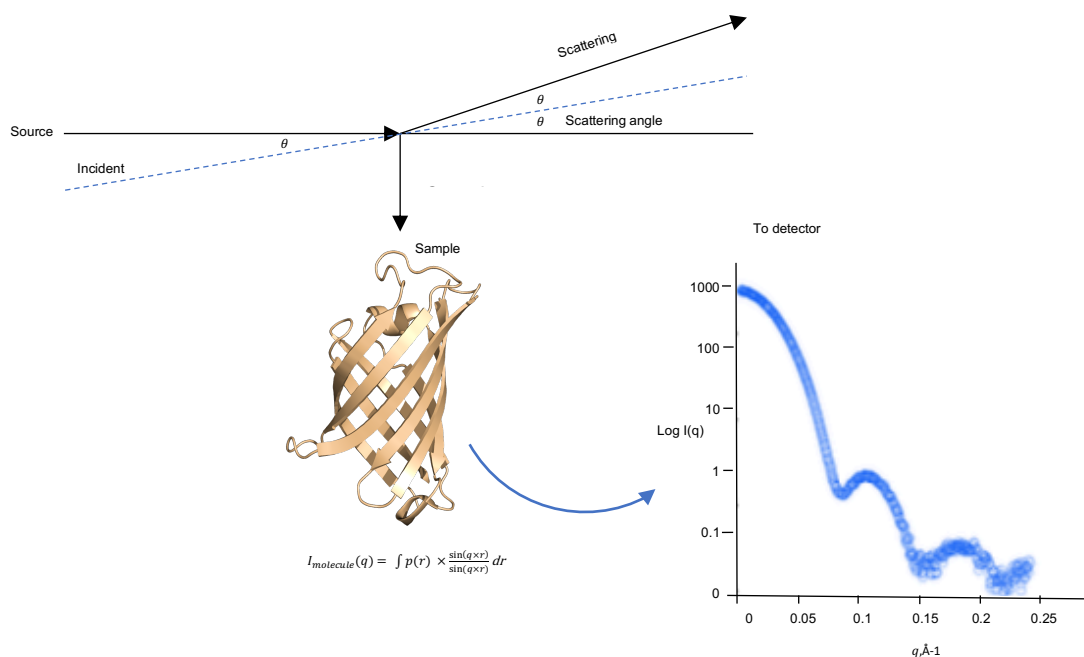 Scattering
θ
θ
Scattering angle
Source
θ
Incident
Sample
To detector
1000
100
10
Log I(q)
1
0.1
0
0 0.05 0.1 0.15 0.2 0.25
q,Å-1
I_molecule(q) = ∫ p(r) × sin(q×r)/sin(q×r) dr